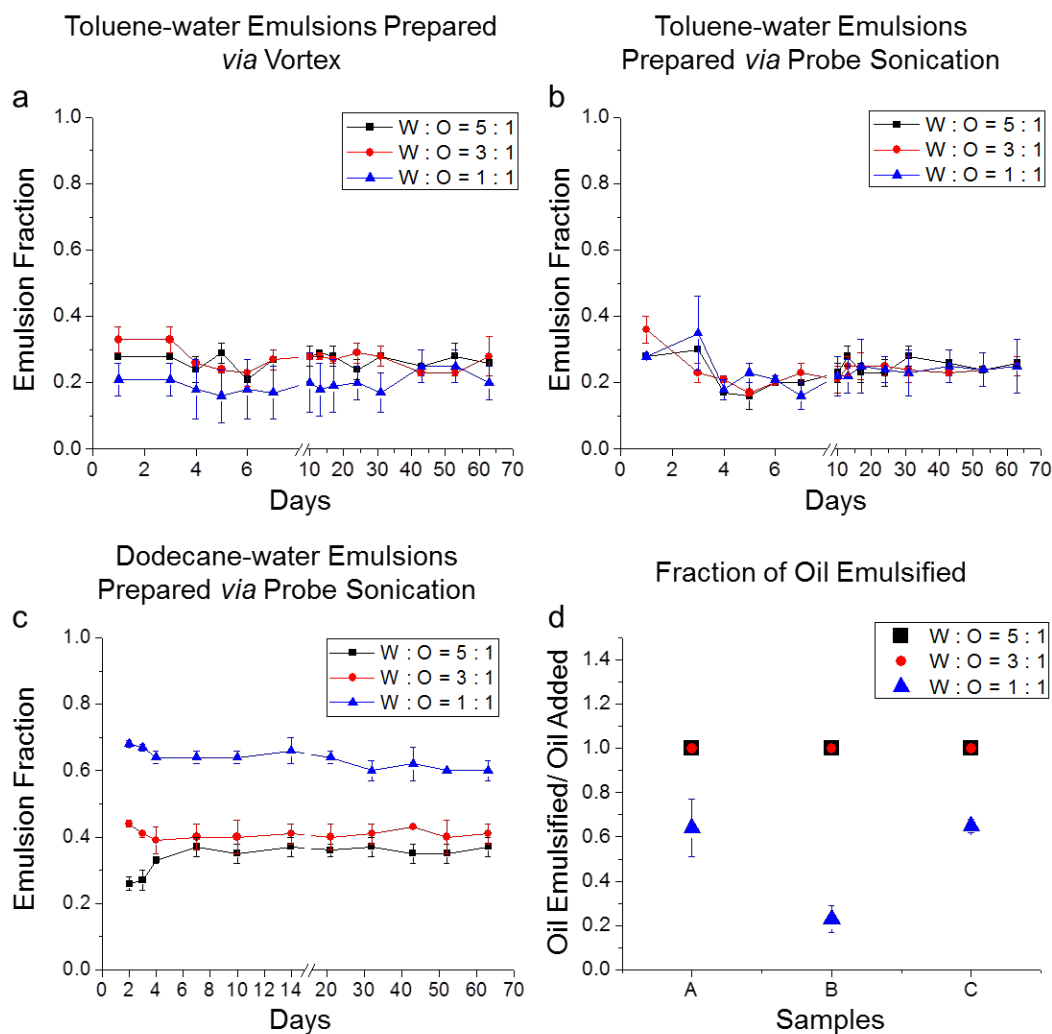 Toluene-water Emulsions Prepared
via Vortex
a
W : O = 5 : 1
W : O = 3 : 1
W : O = 1 : 1
1.0
0.8
0.6
0.4
0.2
0.0
Emulsion Fraction
0 2 4 6 8 10 20 30 40 50 60 70
Days
Toluene-water Emulsions
Prepared via Probe Sonication
b
W : O = 5 : 1
W : O = 3 : 1
W : O = 1 : 1
1.0
0.8
0.6
0.4
0.2
0.0
Emulsion Fraction
0 2 4 6 8 10 20 30 40 50 60 70
Days
Dodecane-water Emulsions
Prepared via Probe Sonication
c
W : O = 5 : 1
W : O = 3 : 1
W : O = 1 : 1
1.0
0.8
0.6
0.4
0.2
0.0
Emulsion Fraction
0 2 4 6 8 10 12 14 20 30 40 50 60 70
Days
Fraction of Oil Emulsified
d
W : O = 5 : 1
W : O = 3 : 1
W : O = 1 : 1
1.4
1.2
1.0
0.8
0.6
0.4
0.2
0.0
Oil Emulsified/ Oil Added
A B C
Samples